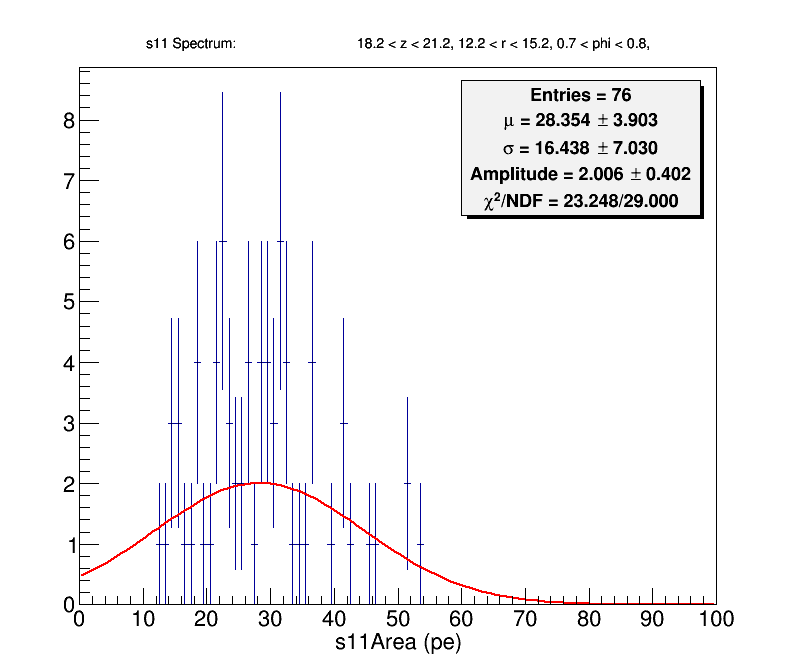 s11 Spectrum: 18.2 < z < 21.2, 12.2 < r < 15.2, 0.7 < phi < 0.8,
Entries = 76
μ = 28.354 ± 3.903
σ = 16.438 ± 7.030
Amplitude = 2.006 ± 0.402
χ²/NDF = 23.248/29.000
8
7
6
5
4
3
2
1
0
0 10 20 30 40 50 60 70 80 90 100
s11Area (pe)